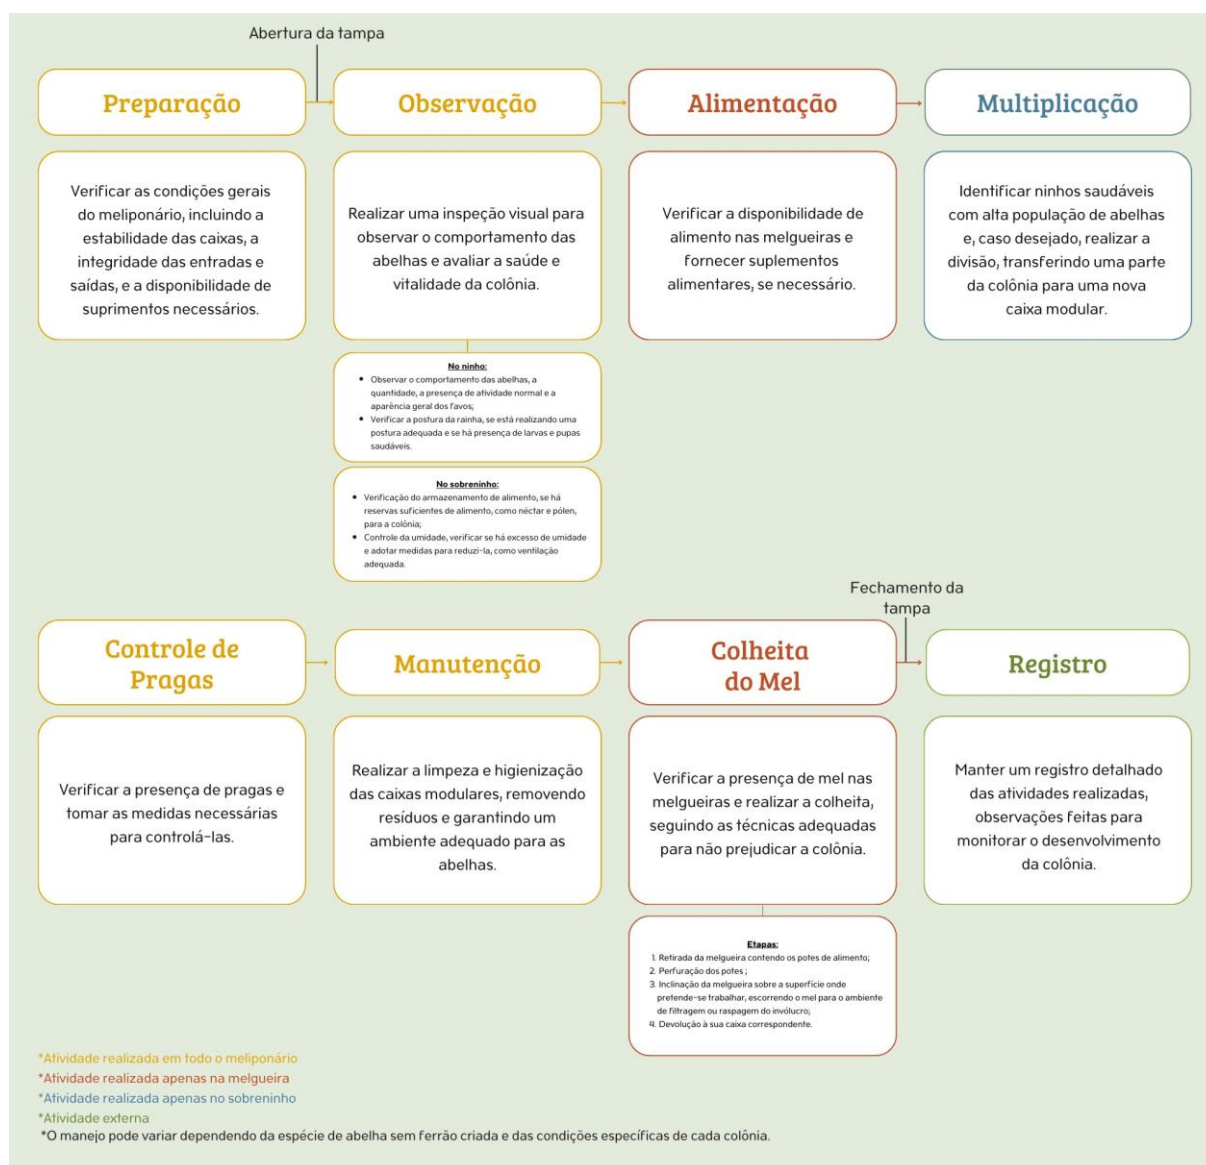 Abertura da tampa
Preparação
Observação
Alimentação
Multiplicação
Verificar as condições gerais
do meliponário, incluindo a
estabilidade das caixas, a
integridade das entradas e
saídas, e a disponibilidade de
suprimentos necessários.
Realizar uma inspeção visual para
observar o comportamento das
abelhas e avaliar a saúde e
vitalidade da colônia.
Verificar a disponibilidade de
alimento nas melgueiras e
fornecer suplementos
alimentares, se necessário.
Identificar ninhos saudáveis
com alta população de abelhas
e, caso desejado, realizar a
divisão, transferindo uma parte
da colônia para uma nova
caixa modular.
No ninho:
• Observar o comportamento das abelhas, a
quantidade, a presença de atividade normal e a
aparência geral dos favos;
• Verificar a postura da rainha, se está realizando uma
postura adequada e se há presença de larvas e pupas
saudáveis.
No sobreninho:
• Verificação do armazenamento de alimento, se há
reservas suficientes de alimento, como néctar e pólen,
para a colônia;
• Controle da umidade, verificar se há excesso de umidade
e adotar medidas para reduzi-la, como ventilação
adequada.
Fechamento da
tampa
Controle de
Pragas
Manutenção
Colheita
do Mel
Registro
Verificar a presença de pragas e
tomar as medidas necessárias
para controlá-las.
Realizar a limpeza e higienização
das caixas modulares, removendo
resíduos e garantindo um
ambiente adequado para as
abelhas.
Verificar a presença de mel nas
melgueiras e realizar a colheita,
seguindo as técnicas adequadas
para não prejudicar a colônia.
Manter um registro detalhado
das atividades realizadas,
observações feitas para
monitorar o desenvolvimento
da colônia.
Etapas:
1. Retirada da melgueira contendo os potes de alimento;
2. Perfuração dos potes ;
3. Inclinação da melgueira sobre a superfície onde
pretende-se trabalhar, escorrendo o mel para o ambiente
de filtragem ou raspagem do invólucro;
4. Devolução à sua caixa correspondente.
*Atividade realizada em todo o meliponário
*Atividade realizada apenas na melgueira
*Atividade realizada apenas no sobreninho
*Atividade externa
*O manejo pode variar dependendo da espécie de abelha sem ferrão criada e das condições específicas de cada colônia.